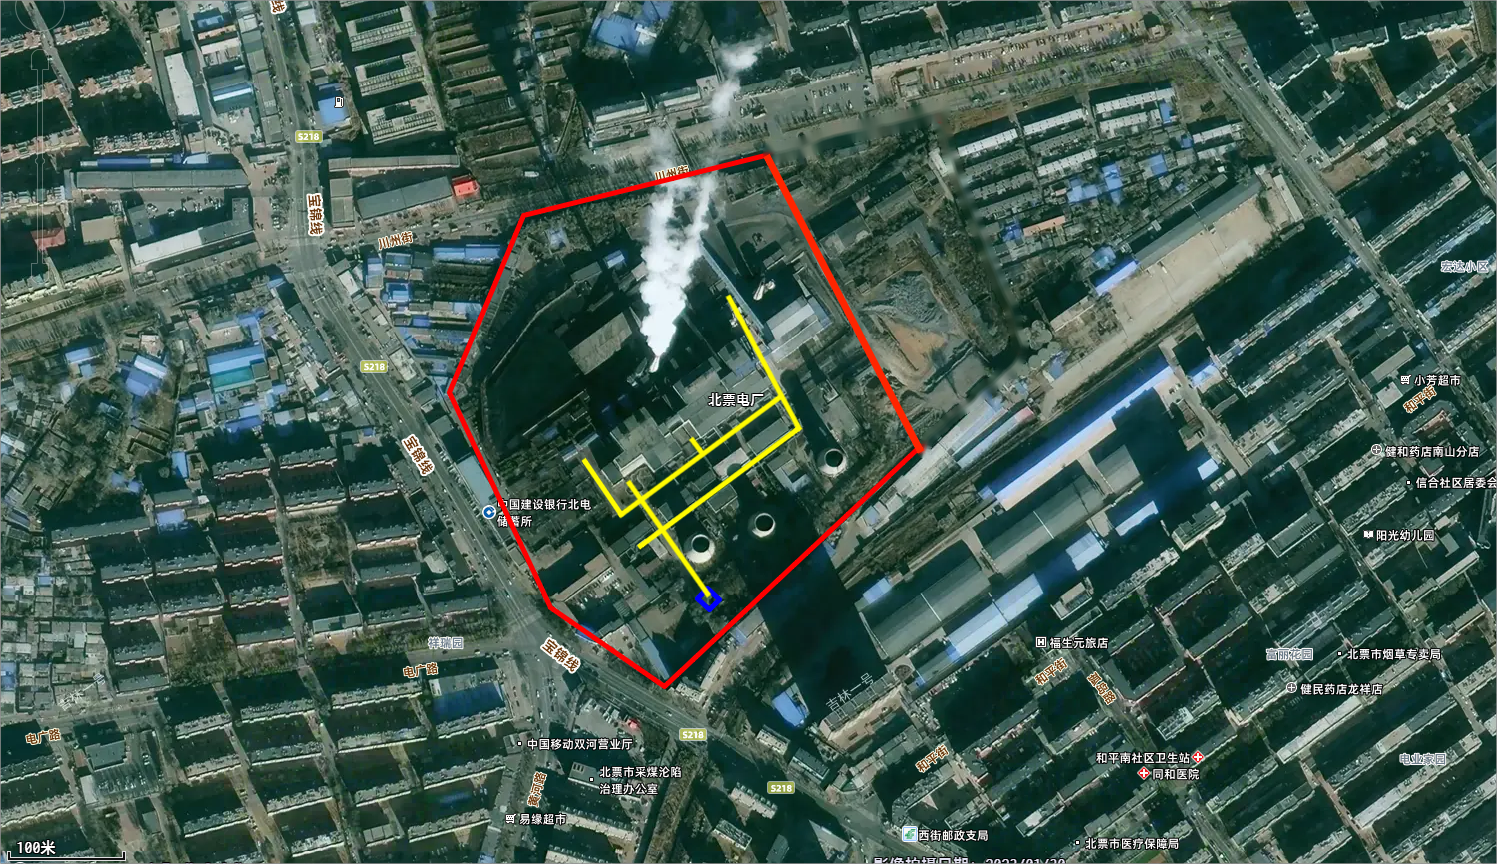 线
S218
川州街
宝锦线
川州街
宏达小区
S218
小芳超市
和平街
北票电厂
宝锦线
健和药店南山分店
信合社区居委会
中国建设银行北电
储蓄所
阳光幼儿园
祥瑞园
宝锦线
福生元旅店
富丽花园
北票市烟草专卖局
电厂路
和平街
健民药店龙祥店
吉林一号
电厂路
S218
中国移动双河营业厅
和平街
和平南社区卫生站
电业家园
北票市采煤沦陷
治理办公室
同和医院
黄河路
S218
易缘超市
西街邮政支局
北票市医疗保障局
100米